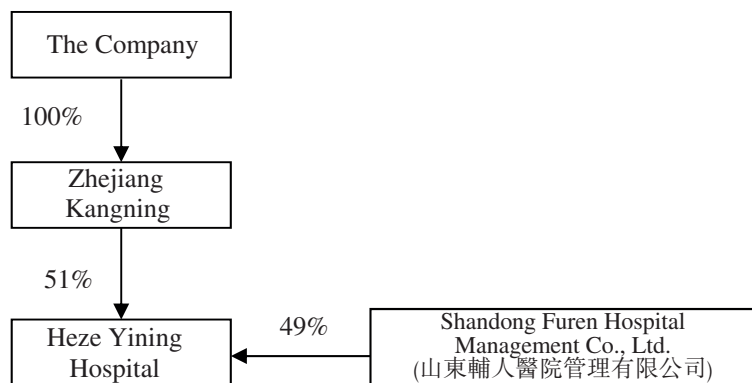 The Company
100%
Zhejiang
Kangning
51%
Heze Yining
Hospital
49%
Shandong Furen Hospital
Management Co., Ltd.
(山東輔人醫院管理有限公司)